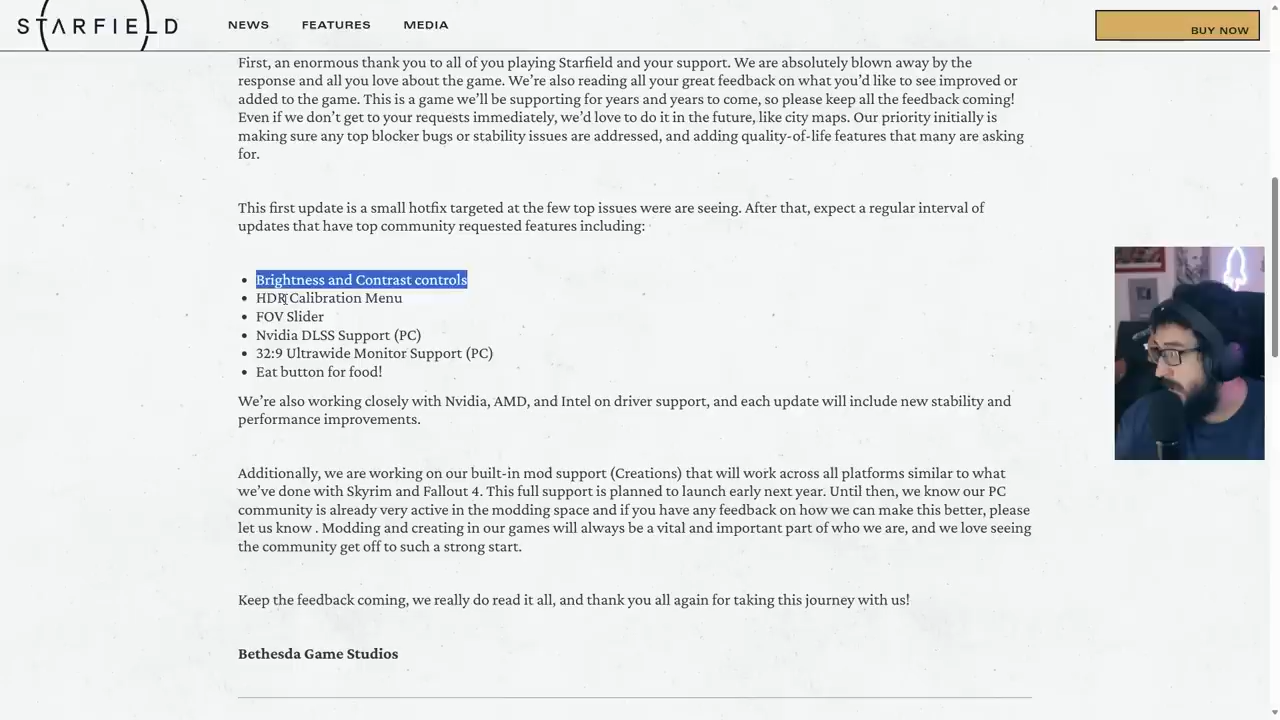 STARFIELD
NEWS
FEATURES
MEDIA
BUY NOW
First, an enormous thank you to all of you playing Starfield and your support. We are absolutely blown away by the
response and all you love about the game. We’re also reading all your great feedback on what you’d like to see improved or
added to the game. This is a game we’ll be supporting for years and years to come, so please keep all the feedback coming!
Even if we don’t get to your requests immediately, we’d love to do it in the future, like city maps. Our priority initially is
making sure any top blocker bugs or stability issues are addressed, and adding quality-of-life features that many are asking
for.
This first update is a small hotfix targeted at the few top issues were are seeing. After that, expect a regular interval of
updates that have top community requested features including:
• Brightness and Contrast controls
• HDR Calibration Menu
• FOV Slider
• Nvidia DLSS Support (PC)
• 32:9 Ultrawide Monitor Support (PC)
• Eat button for food!
We’re also working closely with Nvidia, AMD, and Intel on driver support, and each update will include new stability and
performance improvements.
Additionally, we are working on our built-in mod support (Creations) that will work across all platforms similar to what
we’ve done with Skyrim and Fallout 4. This full support is planned to launch early next year. Until then, we know our PC
community is already very active in the modding space and if you have any feedback on how we can make this better, please
let us know . Modding and creating in our games will always be a vital and important part of who we are, and we love seeing
the community get off to such a strong start.
Keep the feedback coming, we really do read it all, and thank you all again for taking this journey with us!
Bethesda Game Studios